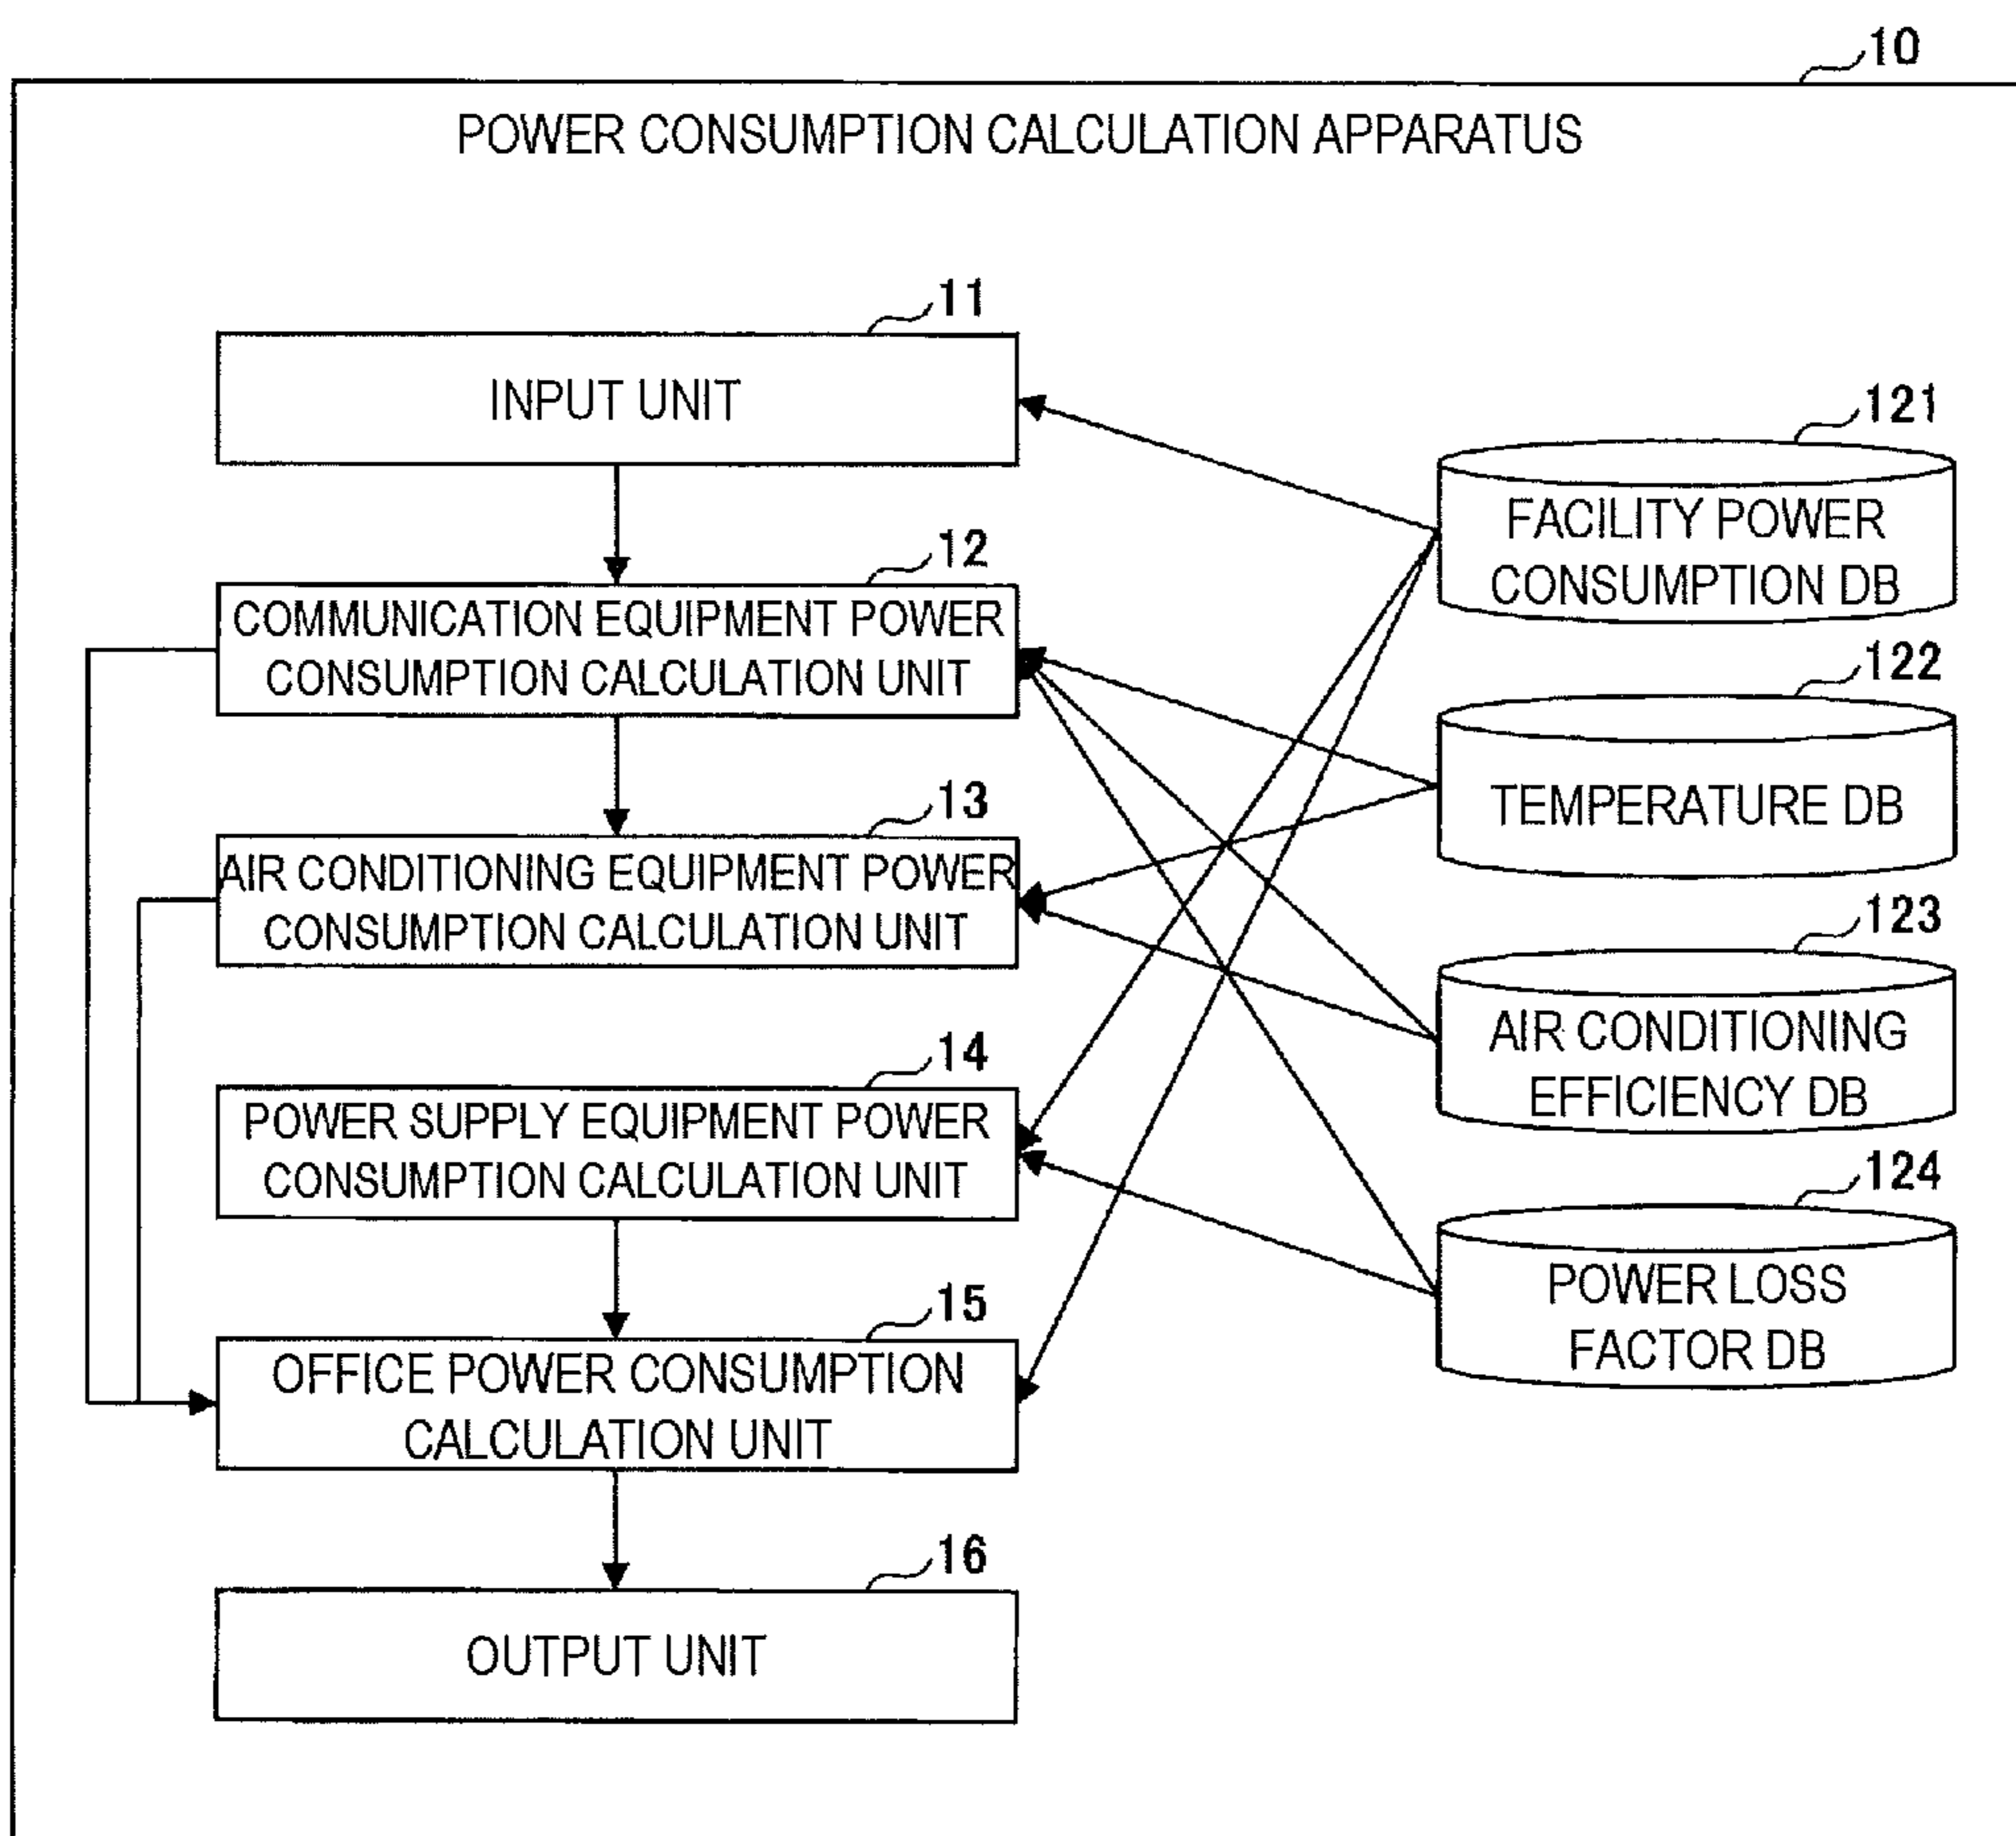 10
POWER CONSUMPTION CALCULATION APPARATUS
11
INPUT UNIT
12
COMMUNICATION EQUIPMENT POWER
CONSUMPTION CALCULATION UNIT
13
AIR CONDITIONING EQUIPMENT POWER
CONSUMPTION CALCULATION UNIT
14
POWER SUPPLY EQUIPMENT POWER
CONSUMPTION CALCULATION UNIT
15
OFFICE POWER CONSUMPTION
CALCULATION UNIT
16
OUTPUT UNIT
121
FACILITY POWER
CONSUMPTION DB
122
TEMPERATURE DB
123
AIR CONDITIONING
EFFICIENCY DB
124
POWER LOSS
FACTOR DB